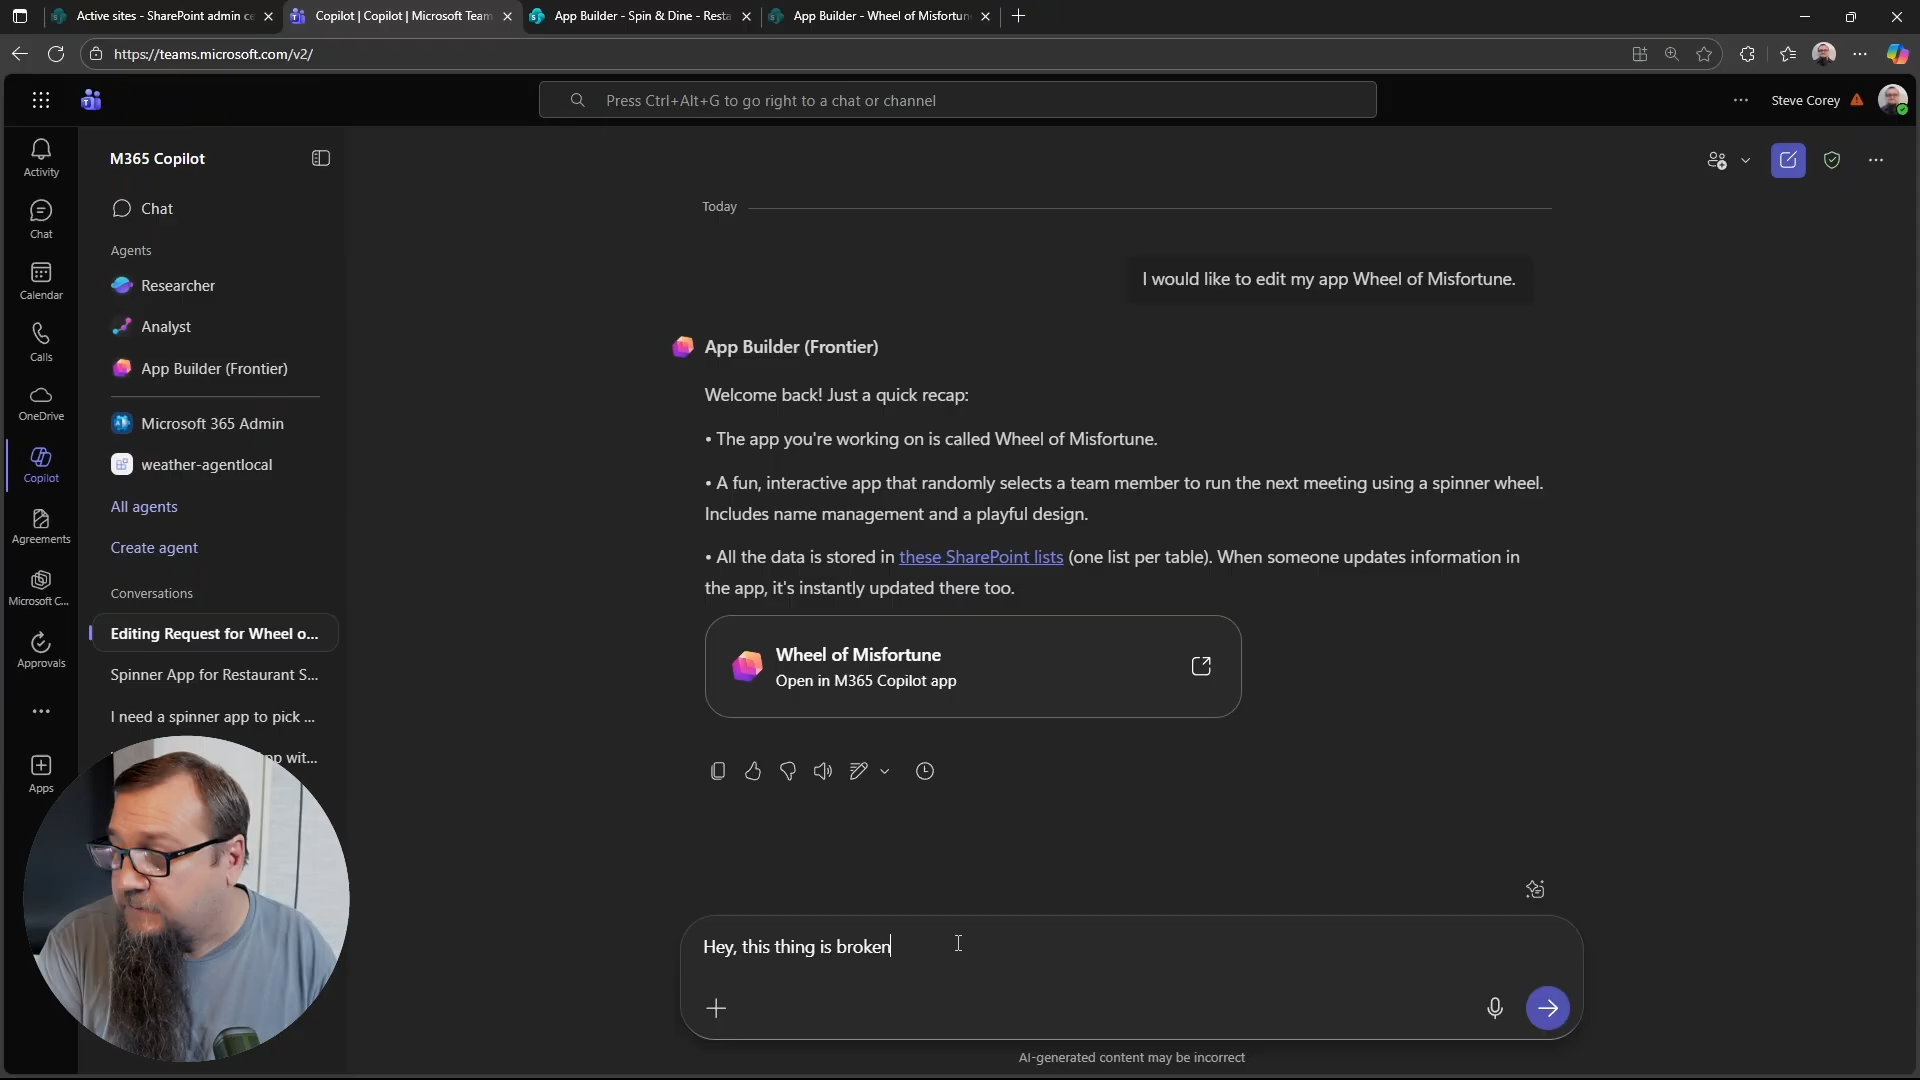 Active sites - SharePoint admin ce
Copilot | Copilot | Microsoft Team
App Builder - Spin & Dine - Resta
App Builder - Wheel of Misfortun
https://teams.microsoft.com/v2/
Press Ctrl+Alt+G to go right to a chat or channel
Steve Corey
Activity
Chat
Calendar
Calls
OneDrive
Copilot
Agreements
Microsoft C...
Approvals
Apps
M365 Copilot
Chat
Agents
Researcher
Analyst
App Builder (Frontier)
Microsoft 365 Admin
weather-agentlocal
All agents
Create agent
Conversations
Editing Request for Wheel o...
Spinner App for Restaurant S...
I need a spinner app to pick ...
pp wit...
Today
I would like to edit my app Wheel of Misfortune.
App Builder (Frontier)
Welcome back! Just a quick recap:
• The app you're working on is called Wheel of Misfortune.
• A fun, interactive app that randomly selects a team member to run the next meeting using a spinner wheel.
Includes name management and a playful design.
• All the data is stored in these SharePoint lists (one list per table). When someone updates information in
the app, it's instantly updated there too.
Wheel of Misfortune
Open in M365 Copilot app
Hey, this thing is broken
AI-generated content may be incorrect